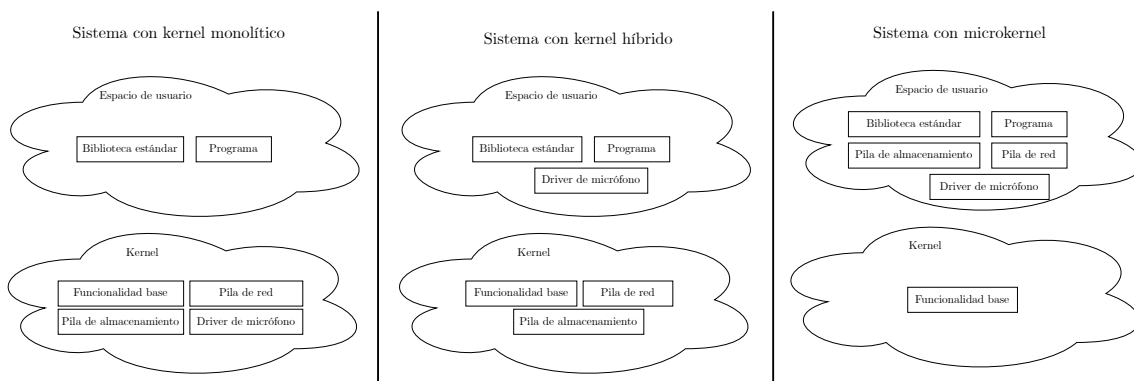 Sistema con kernel monolítico
Espacio de usuario
Biblioteca estándar
Programa
Kernel
Funcionalidad base
Pila de red
Pila de almacenamiento
Driver de micrófono
Sistema con kernel híbrido
Espacio de usuario
Biblioteca estándar
Programa
Driver de micrófono
Kernel
Funcionalidad base
Pila de red
Pila de almacenamiento
Sistema con microkernel
Espacio de usuario
Biblioteca estándar
Programa
Pila de almacenamiento
Pila de red
Driver de micrófono
Kernel
Funcionalidad base